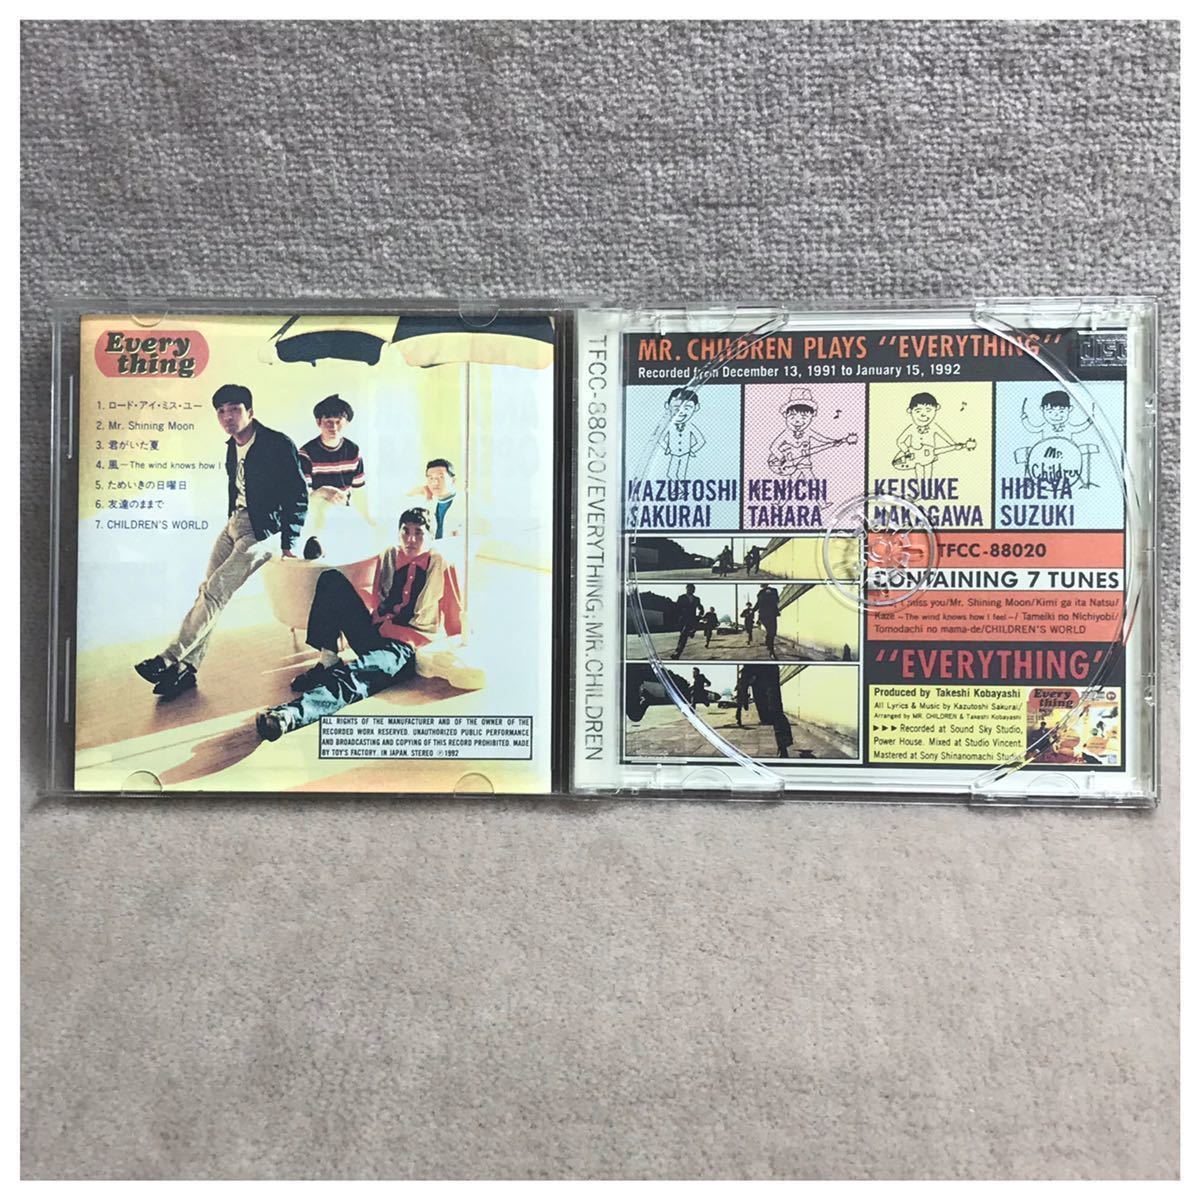 Every
thing
1. ロード・アイ・ミス・ユー
2. Mr. Shining Moon
3. 君がいた夏
4. 風〜The wind knows how I
5. ためいきの日曜日
6. 友達のままで
7. CHILDREN'S WORLD
ALL RIGHTS OF THE MANUFACTURER AND OF THE OWNER OF THE
RECORDED WORK RESERVED. UNAUTHORIZED PUBLIC PERFORMANCE
AND BROADCASTING AND COPYING OF THIS RECORD PROHIBITED. MADE
BY TOY'S FACTORY. IN JAPAN. STEREO ℗1992
TFCC-88020/EVERYTHING;MR.CHILDREN
MR. CHILDREN PLAYS "EVERYTHING"
Recorded from December 13, 1991 to January 15, 1992
disc
Mr.
Children
KAZUTOSHI
SAKURAI
KENICHI
TAHARA
KEISUKE
NAKAGAWA
HIDEYA
SUZUKI
TFCC-88020
CONTAINING 7 TUNES
I miss you/Mr. Shining Moon/Kimi ga ita Natsu/
Kaze ~The wind knows how I feel~/ Tameiki no Nichiyobi/
Tomodachi no mama-de/CHILDREN'S WORLD
"EVERYTHING"
Produced by Takeshi Kobayashi
All Lyrics & Music by Kazutoshi Sakurai/
Arranged by MR. CHILDREN & Takeshi Kobayashi
▶▶▶Recorded at Sound Sky Studio,
Power House. Mixed at Studio Vincent.
Mastered at Sony Shinanomachi Studio
Every
thing